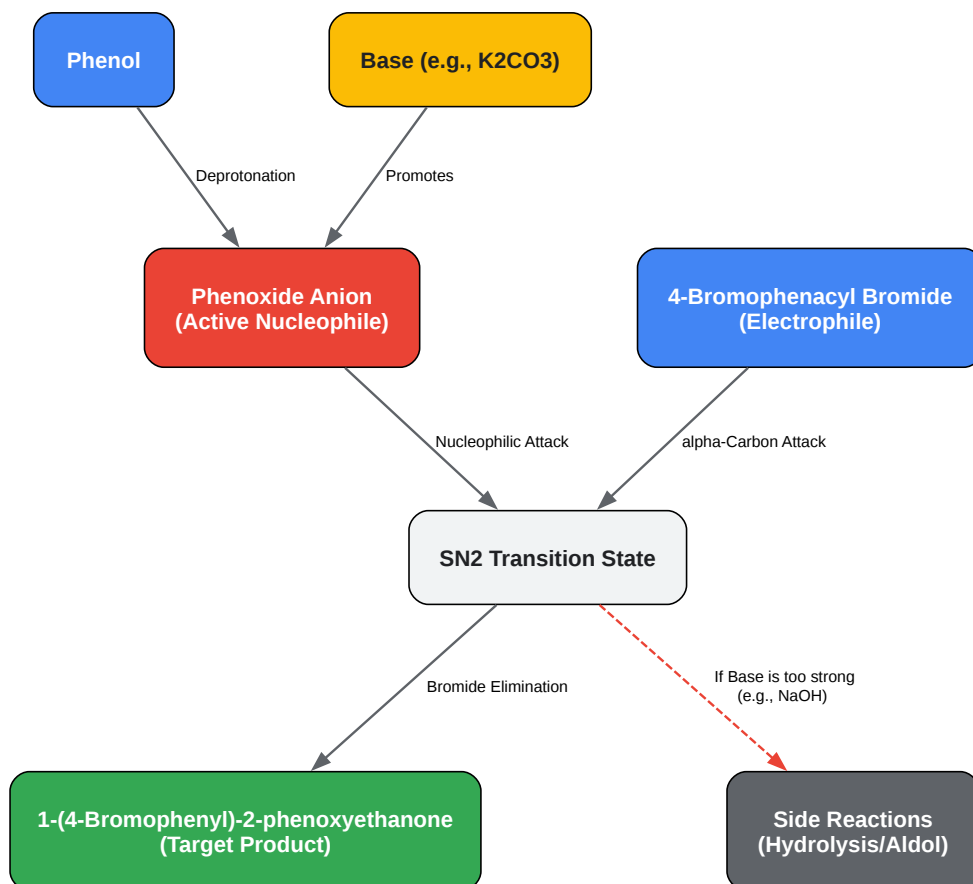 Phenol
Base (e.g., K2CO3)
Deprotonation
Promotes
Phenoxide Anion
(Active Nucleophile)
4-Bromophenacyl Bromide
(Electrophile)
Nucleophilic Attack
alpha-Carbon Attack
SN2 Transition State
Bromide Elimination
If Base is too strong
(e.g., NaOH)
1-(4-Bromophenyl)-2-phenoxyethanone
(Target Product)
Side Reactions
(Hydrolysis/Aldol)